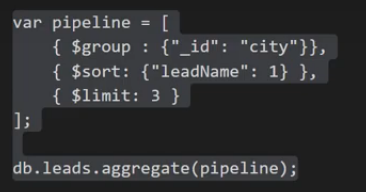 var pipeline = [
    { $group : {"_id": "city"}},
    { $sort: {"leadName": 1} },
    { $limit: 3 }
];
db.leads.aggregate(pipeline);